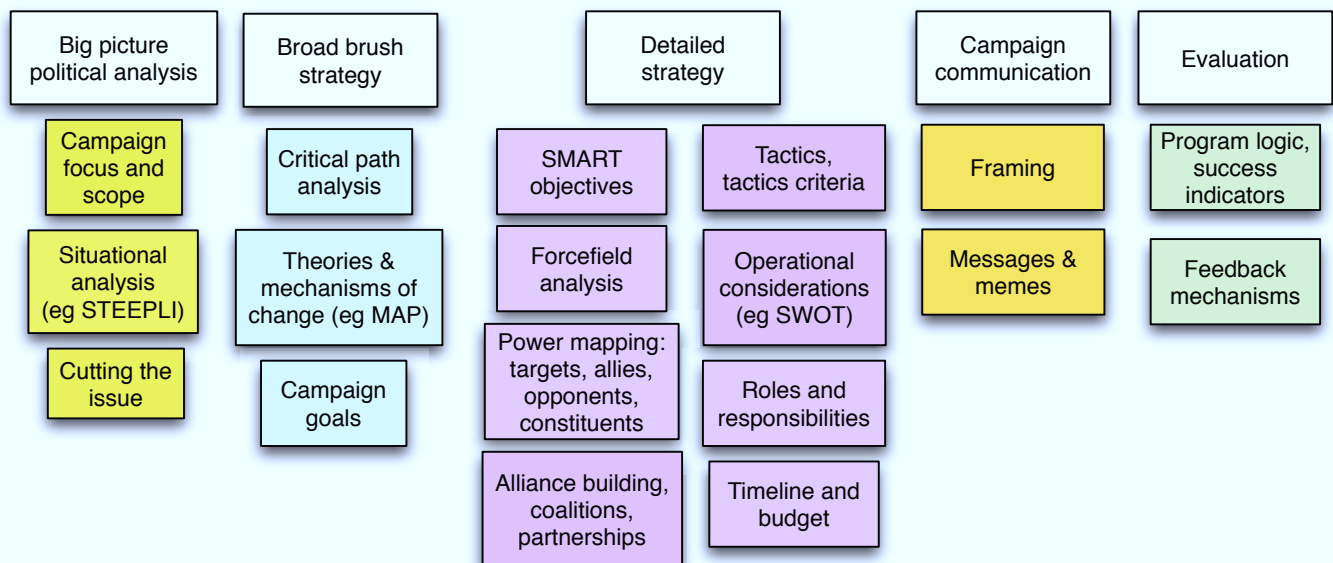 Big picture
political analysis
Campaign
focus and
scope
Situational
analysis
(eg STEEPLI)
Cutting the
issue
Broad brush
strategy
Critical path
analysis
Theories &
mechanisms of
change (eg MAP)
Campaign
goals
Detailed
strategy
SMART
objectives
Forcefield
analysis
Power mapping:
targets, allies,
opponents,
constituents
Alliance building,
coalitions,
partnerships
Tactics,
tactics criteria
Operational
considerations
(eg SWOT)
Roles and
responsibilities
Timeline and
budget
Campaign
communication
Framing
Messages &
memes
Evaluation
Program logic,
success
indicators
Feedback
mechanisms